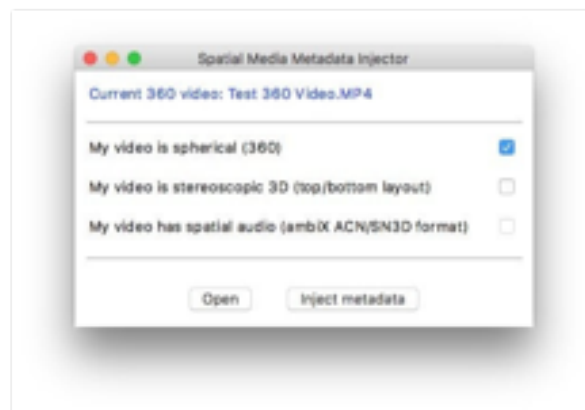 Spatial Media Metadata Injector
Current 360 video: Test 360 Video.MP4
My video is spherical (360)
My video is stereoscopic 3D (top/bottom layout)
My video has spatial audio (ambiX ACN/SN3D format)
Open
Inject metadata